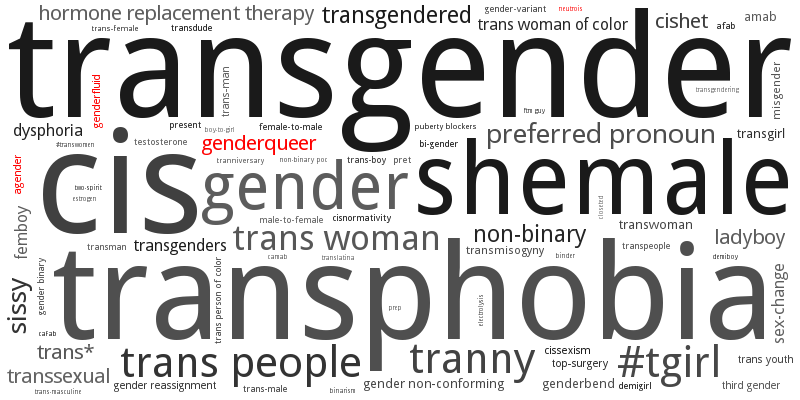 hormone replacement therapy
transgendered
gender-variant
neutrois
trans woman of color
cishet
afab
amab
trans-female
transdude
transgender
genderfluid
trans-man
transgendering
misgender
ftm guy
dysphoria
present
boy-to-girl
female-to-male
puberty blockers
preferred pronoun
transgirl
#transwomen
testosterone
genderqueer
bi-gender
agender
cis
tranniversary
non-binary poc
trans-boy
pret
shemale
two-spirit
estrogen
gender
closeted
femboy
male-to-female
cisnormativity
transwoman
transman
transgenders
trans woman
non-binary
transpeople
ladyboy
transmisogyny
camab
translatina
binder
demiboy
sissy
gender binary
transphobia
trans person of color
prep
electrolysis
sex-change
cafab
trans*
trans people
tranny
cissexism
top-surgery
#tgirl
trans youth
transsexual
gender reassignment
trans-male
binarism
gender non-conforming
genderbend
demigirl
third gender
trans-masculine